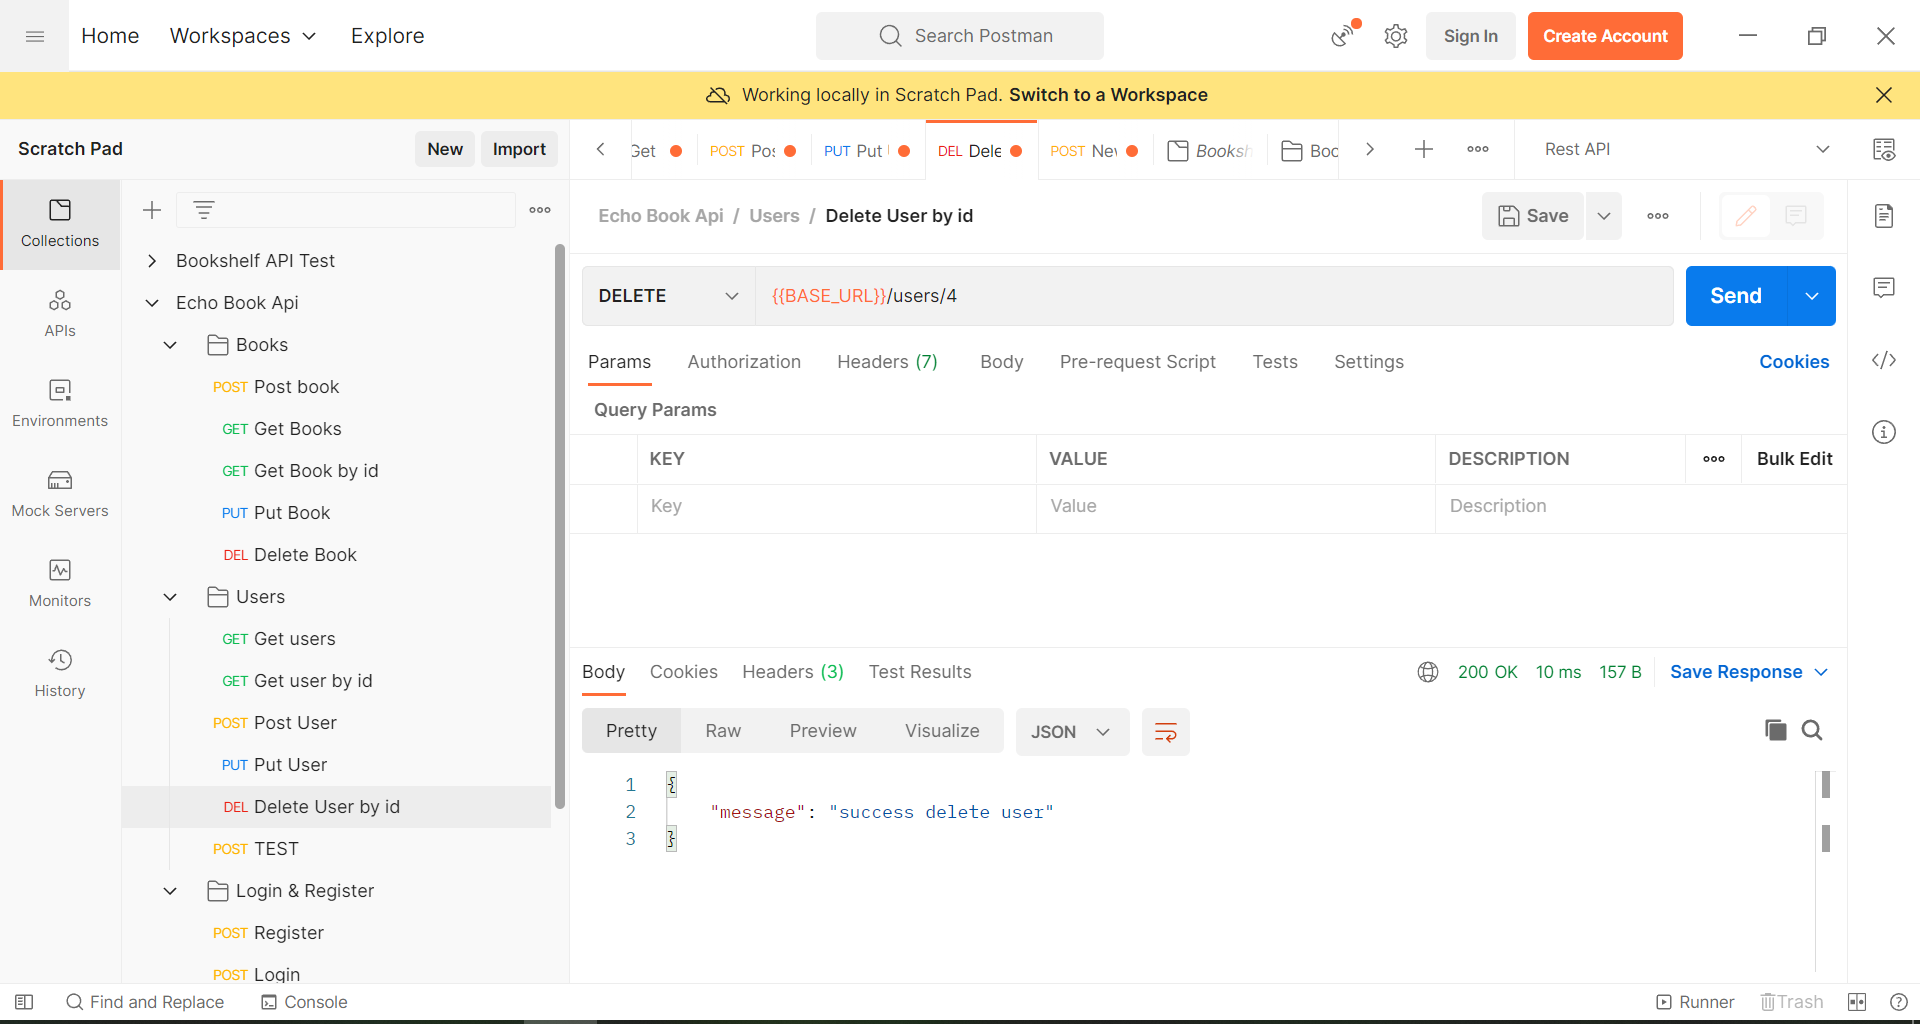 Home Workspaces Explore Search Postman Sign In Create Account
Working locally in Scratch Pad. Switch to a Workspace
Scratch Pad New Import
Get POST Pos PUT Put DEL Dele POST Nev Booksh Boo Rest API
Collections
APIs
Environments
Mock Servers
Monitors
History
Bookshelf API Test
Echo Book Api
Books
POST Post book
GET Get Books
GET Get Book by id
PUT Put Book
DEL Delete Book
Users
GET Get users
GET Get user by id
POST Post User
PUT Put User
DEL Delete User by id
POST TEST
Login & Register
POST Register
POST Login
Echo Book Api / Users / Delete User by id Save
DELETE {{BASE_URL}}/users/4 Send
Params Authorization Headers (7) Body Pre-request Script Tests Settings Cookies
Query Params
KEY VALUE DESCRIPTION Bulk Edit
Key Value Description
Body Cookies Headers (3) Test Results 200 OK 10 ms 157 B Save Response
Pretty Raw Preview Visualize JSON
1 {
2 "message": "success delete user"
3 }
Find and Replace Console Runner Trash